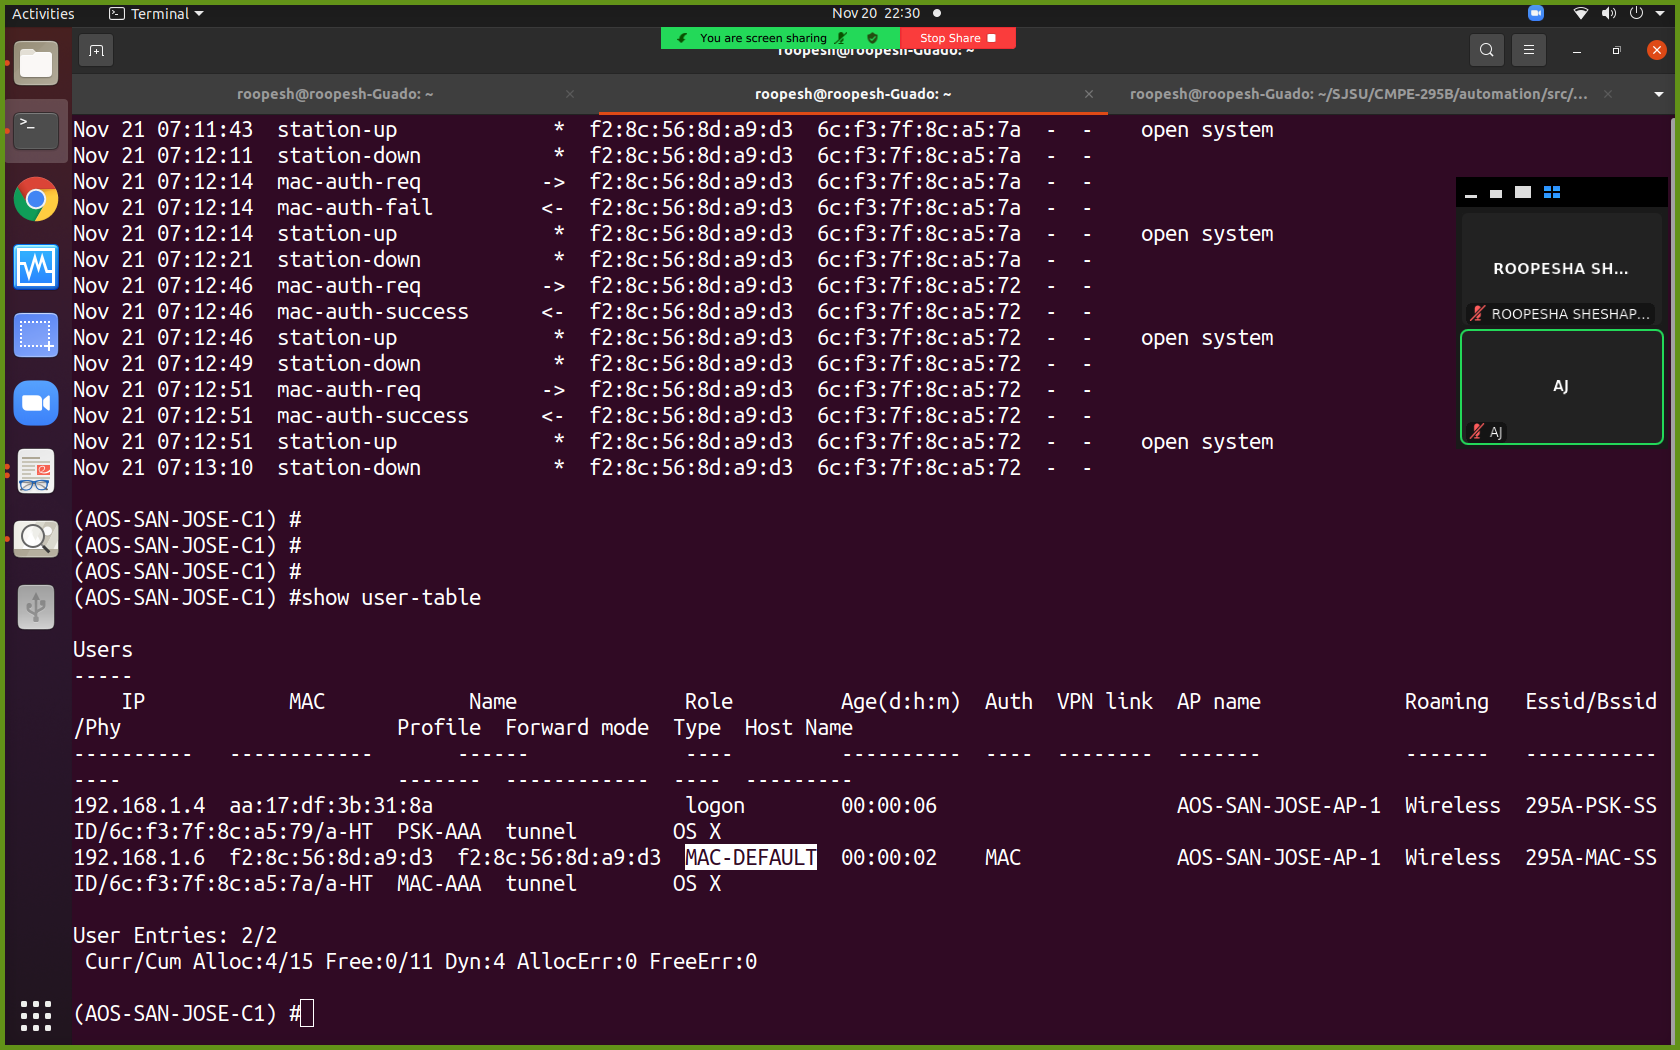 Activities
Terminal
Nov 20 22:30
You are screen sharing
Stop Share
roopesh@roopesh-Guado: ~
roopesh@roopesh-Guado: ~
roopesh@roopesh-Guado: ~
roopesh@roopesh-Guado: ~/SJSU/CMPE-295B/automation/src/...
Nov 21 07:11:43  station-up             *  f2:8c:56:8d:a9:d3  6c:f3:7f:8c:a5:7a  -  -    open system
Nov 21 07:12:11  station-down           *  f2:8c:56:8d:a9:d3  6c:f3:7f:8c:a5:7a  -  -
Nov 21 07:12:14  mac-auth-req          ->  f2:8c:56:8d:a9:d3  6c:f3:7f:8c:a5:7a  -  -
Nov 21 07:12:14  mac-auth-fail         <-  f2:8c:56:8d:a9:d3  6c:f3:7f:8c:a5:7a  -  -
Nov 21 07:12:14  station-up             *  f2:8c:56:8d:a9:d3  6c:f3:7f:8c:a5:7a  -  -    open system
Nov 21 07:12:21  station-down           *  f2:8c:56:8d:a9:d3  6c:f3:7f:8c:a5:7a  -  -
Nov 21 07:12:46  mac-auth-req          ->  f2:8c:56:8d:a9:d3  6c:f3:7f:8c:a5:72  -  -
Nov 21 07:12:46  mac-auth-success      <-  f2:8c:56:8d:a9:d3  6c:f3:7f:8c:a5:72  -  -
Nov 21 07:12:46  station-up             *  f2:8c:56:8d:a9:d3  6c:f3:7f:8c:a5:72  -  -    open system
Nov 21 07:12:49  station-down           *  f2:8c:56:8d:a9:d3  6c:f3:7f:8c:a5:72  -  -
Nov 21 07:12:51  mac-auth-req          ->  f2:8c:56:8d:a9:d3  6c:f3:7f:8c:a5:72  -  -
Nov 21 07:12:51  mac-auth-success      <-  f2:8c:56:8d:a9:d3  6c:f3:7f:8c:a5:72  -  -
Nov 21 07:12:51  station-up             *  f2:8c:56:8d:a9:d3  6c:f3:7f:8c:a5:72  -  -    open system
Nov 21 07:13:10  station-down           *  f2:8c:56:8d:a9:d3  6c:f3:7f:8c:a5:72  -  -
ROOPESHA SH...
ROOPESHA SHESHAP...
AJ
AJ
(AOS-SAN-JOSE-C1) #
(AOS-SAN-JOSE-C1) #
(AOS-SAN-JOSE-C1) #
(AOS-SAN-JOSE-C1) #show user-table
Users
-----
    IP            MAC            Name              Role         Age(d:h:m)  Auth  VPN link  AP name            Roaming   Essid/Bssid
/Phy                       Profile  Forward mode  Type  Host Name
----------   ------------       ------             ----         ----------  ----  --------  -------            -------   -----------
----                       -------  ------------  ----  ---------
192.168.1.4  aa:17:df:3b:31:8a                     logon        00:00:06                    AOS-SAN-JOSE-AP-1  Wireless  295A-PSK-SS
ID/6c:f3:7f:8c:a5:79/a-HT  PSK-AAA  tunnel        OS X
192.168.1.6  f2:8c:56:8d:a9:d3  f2:8c:56:8d:a9:d3  MAC-DEFAULT  00:00:02    MAC             AOS-SAN-JOSE-AP-1  Wireless  295A-MAC-SS
ID/6c:f3:7f:8c:a5:7a/a-HT  MAC-AAA  tunnel        OS X
User Entries: 2/2
 Curr/Cum Alloc:4/15 Free:0/11 Dyn:4 AllocErr:0 FreeErr:0
(AOS-SAN-JOSE-C1) #